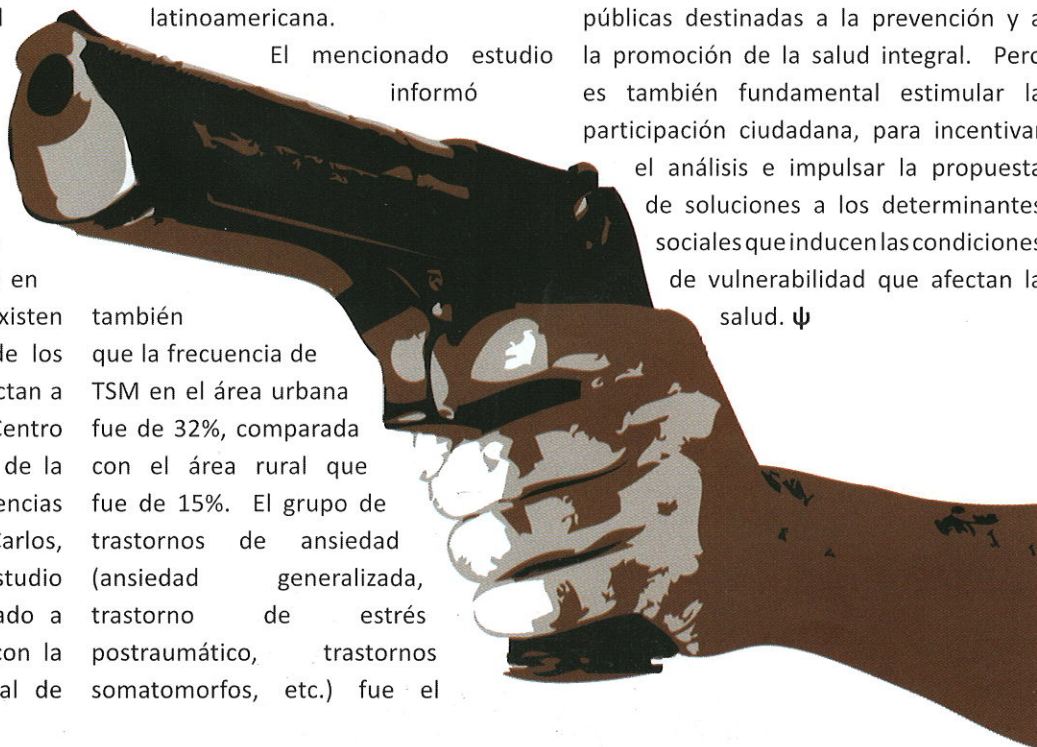 en
xisten
de los
ctan a
Centro
de la
encias
Carlos,
studio
ado a
con la
al de
latinoamericana.
El mencionado estudio
informó
también
que la frecuencia de
TSM en el área urbana
fue de 32%, comparada
con el área rural que
fue de 15%. El grupo de
trastornos de ansiedad
(ansiedad generalizada,
trastorno de estrés
postraumático, trastornos
somatomorfos, etc.) fue el
públicas destinadas a la prevención y a
la promoción de la salud integral. Pero
es también fundamental estimular la
participación ciudadana, para incentivar
el análisis e impulsar la propuesta
de soluciones a los determinantes
sociales que inducen las condiciones
de vulnerabilidad que afectan la
salud. ψ